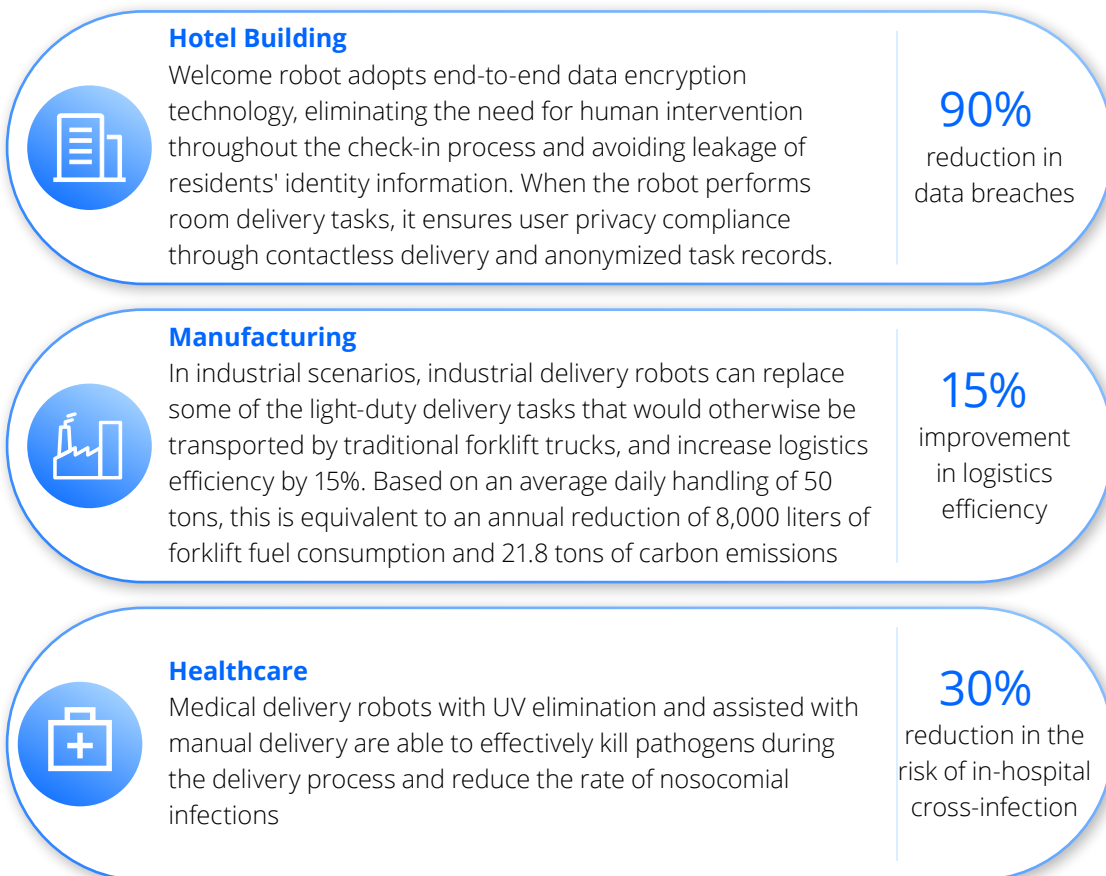 Hotel Building
Welcome robot adopts end-to-end data encryption
technology, eliminating the need for human intervention
throughout the check-in process and avoiding leakage of
residents' identity information. When the robot performs
room delivery tasks, it ensures user privacy compliance
through contactless delivery and anonymized task records.
90%
reduction in
data breaches
Manufacturing
In industrial scenarios, industrial delivery robots can replace
some of the light-duty delivery tasks that would otherwise be
transported by traditional forklift trucks, and increase logistics
efficiency by 15%. Based on an average daily handling of 50
tons, this is equivalent to an annual reduction of 8,000 liters of
forklift fuel consumption and 21.8 tons of carbon emissions
15%
improvement
in logistics
efficiency
Healthcare
Medical delivery robots with UV elimination and assisted with
manual delivery are able to effectively kill pathogens during
the delivery process and reduce the rate of nosocomial
infections
30%
reduction in the
risk of in-hospital
cross-infection